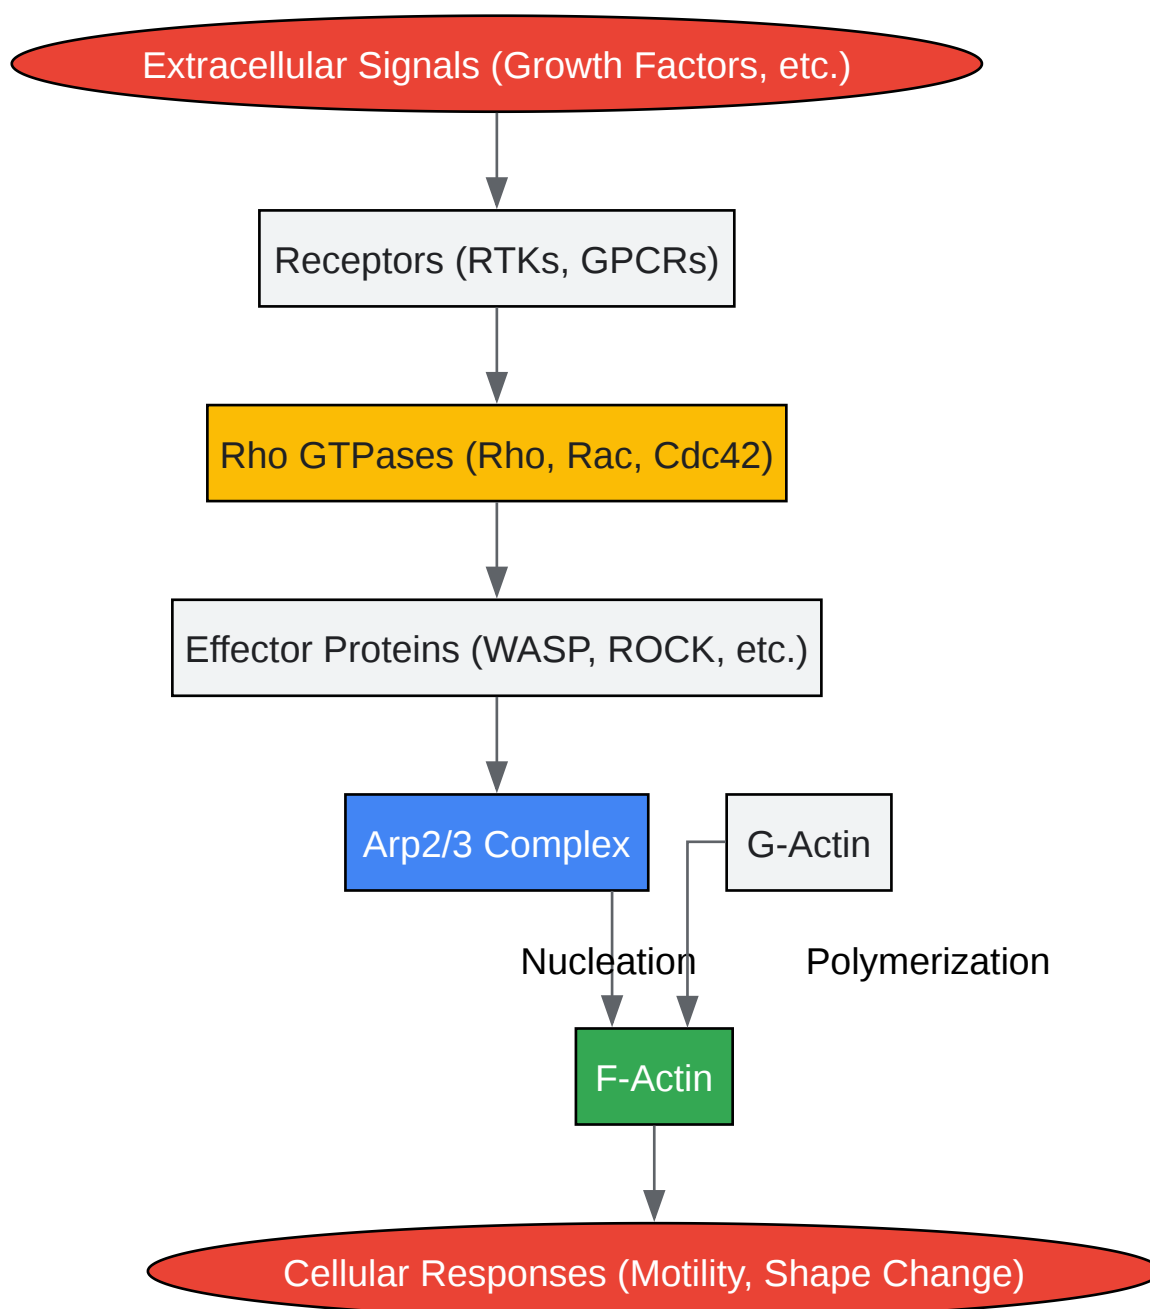 Extracellular Signals (Growth Factors, etc.)
Receptors (RTKs, GPCRs)
Rho GTPases (Rho, Rac, Cdc42)
Effector Proteins (WASP, ROCK, etc.)
Arp2/3 Complex
G-Actin
Nucleation
Polymerization
F-Actin
Cellular Responses (Motility, Shape Change)